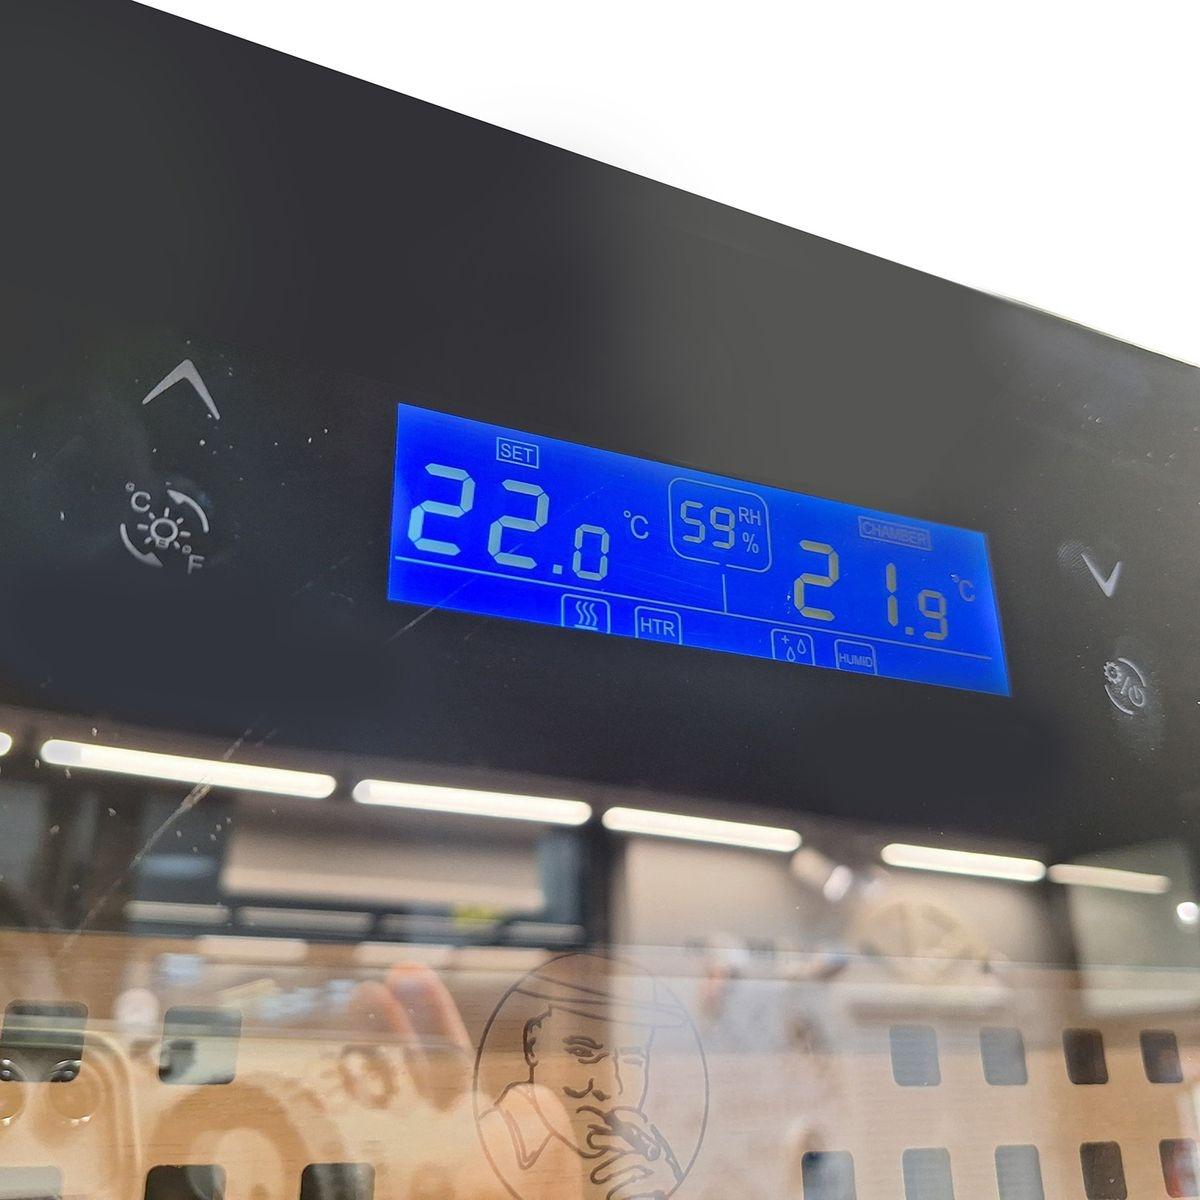 SET
22.0 °C
59 RH %
CHAMBER
21.9 °C
HTR
HUMID
°C °F